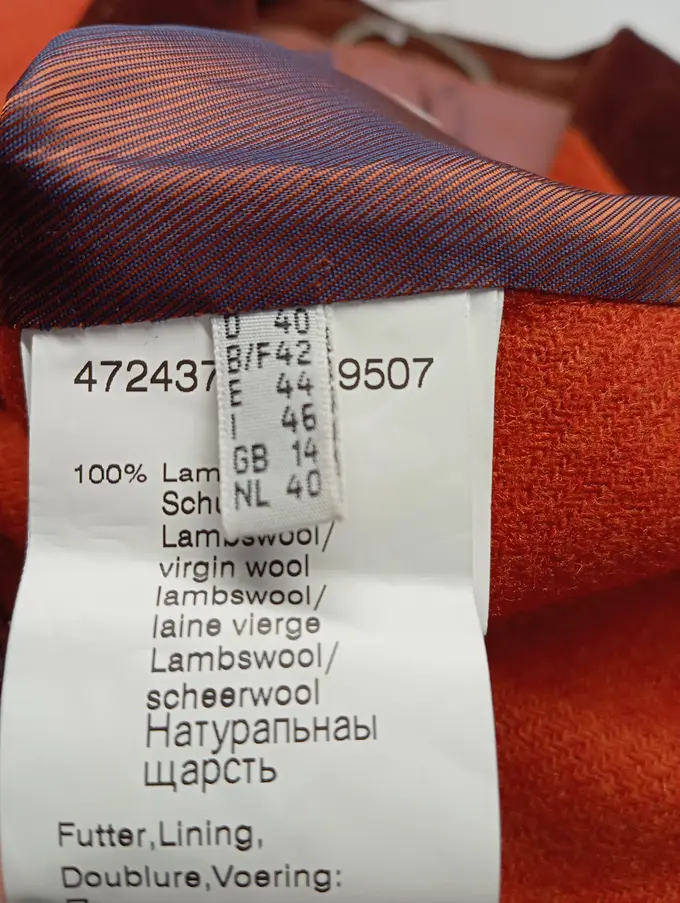 D 40
B/F 42
E 44
I 46
GB 14
NL 40
472437 9507
100% Lam
Schu
Lambswool/
virgin wool
lambswool/
laine vierge
Lambswool/
scheerwool
Натурапьнаы
щарсть
Futter,Lining,
Doublure,Voering: